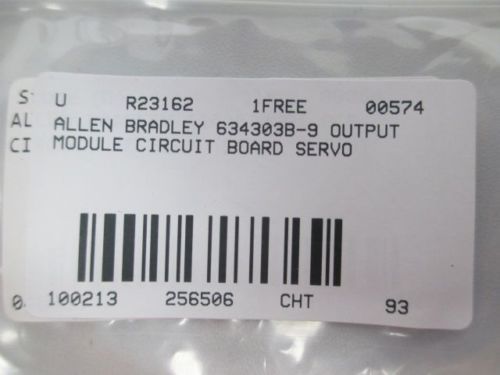 U R23162 1FREE 00574
ALLEN BRADLEY 634303B-9 OUTPUT
MODULE CIRCUIT BOARD SERVO
100213 256506 CHT 93